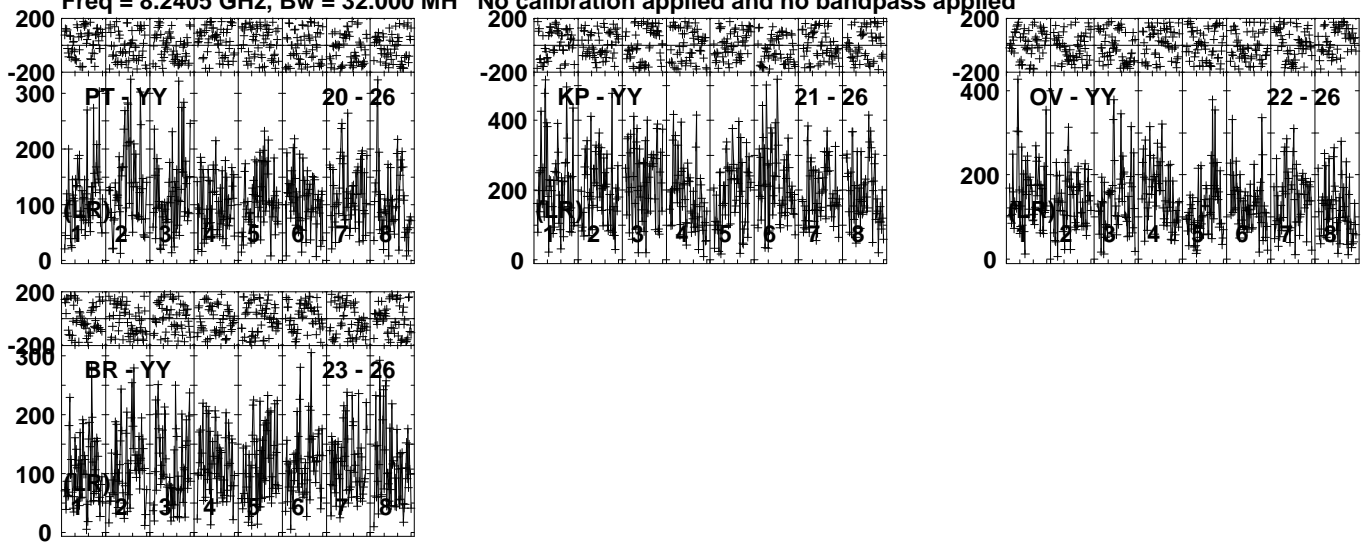 Freq = 8.2405 GHz, Bw = 32.000 MH No calibration applied and no bandpass applied
200
-200
300
200
100
0
PT - YY 20 - 26
(LR)
1 2 3 4 5 6 7 8
200
-200
400
200
0
KP - YY 21 - 26
(LR)
1 2 3 4 5 6 7 8
200
-200
400
200
0
OV - YY 22 - 26
(LR)
1 2 3 4 5 6 7 8
200
-200
300
200
100
0
BR - YY 23 - 26
(LR)
1 2 3 4 5 6 7 8